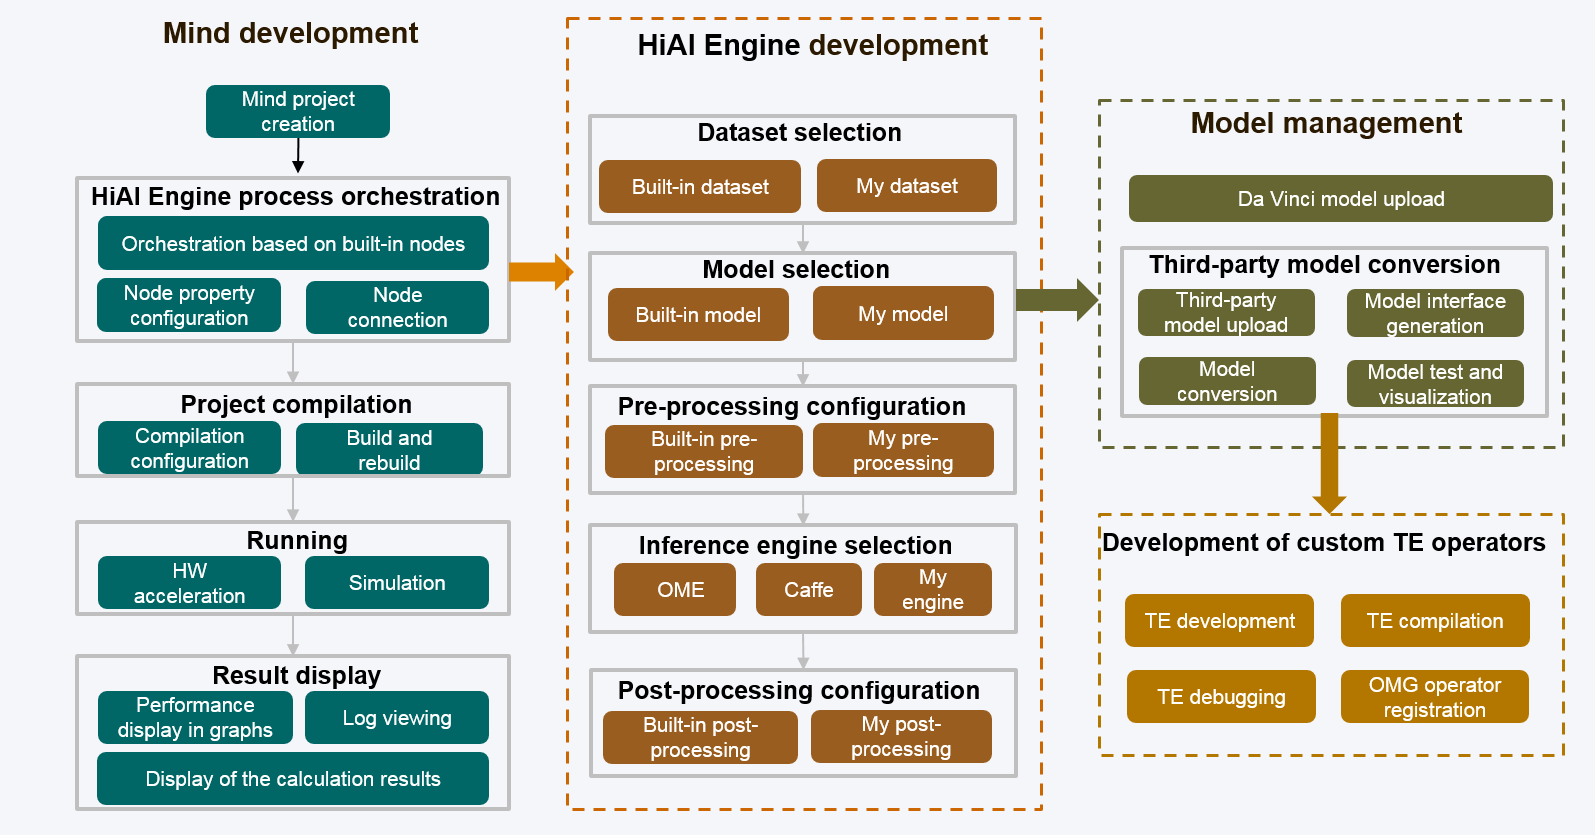 Mind development
Mind project
creation
HiAI Engine process orchestration
Orchestration based on built-in nodes
Node property
configuration
Node
connection
Project compilation
Compilation
configuration
Build and
rebuild
Running
HW
acceleration
Simulation
Result display
Performance
display in graphs
Log viewing
Display of the calculation results
HiAI Engine development
Dataset selection
Built-in dataset
My dataset
Model selection
Built-in model
My model
Pre-processing configuration
Built-in pre-
processing
My pre-
processing
Inference engine selection
OME
Caffe
My
engine
Post-processing configuration
Built-in post-
processing
My post-
processing
Model management
Da Vinci model upload
Third-party model conversion
Third-party
model upload
Model interface
generation
Model
conversion
Model test and
visualization
Development of custom TE operators
TE development
TE compilation
TE debugging
OMG operator
registration